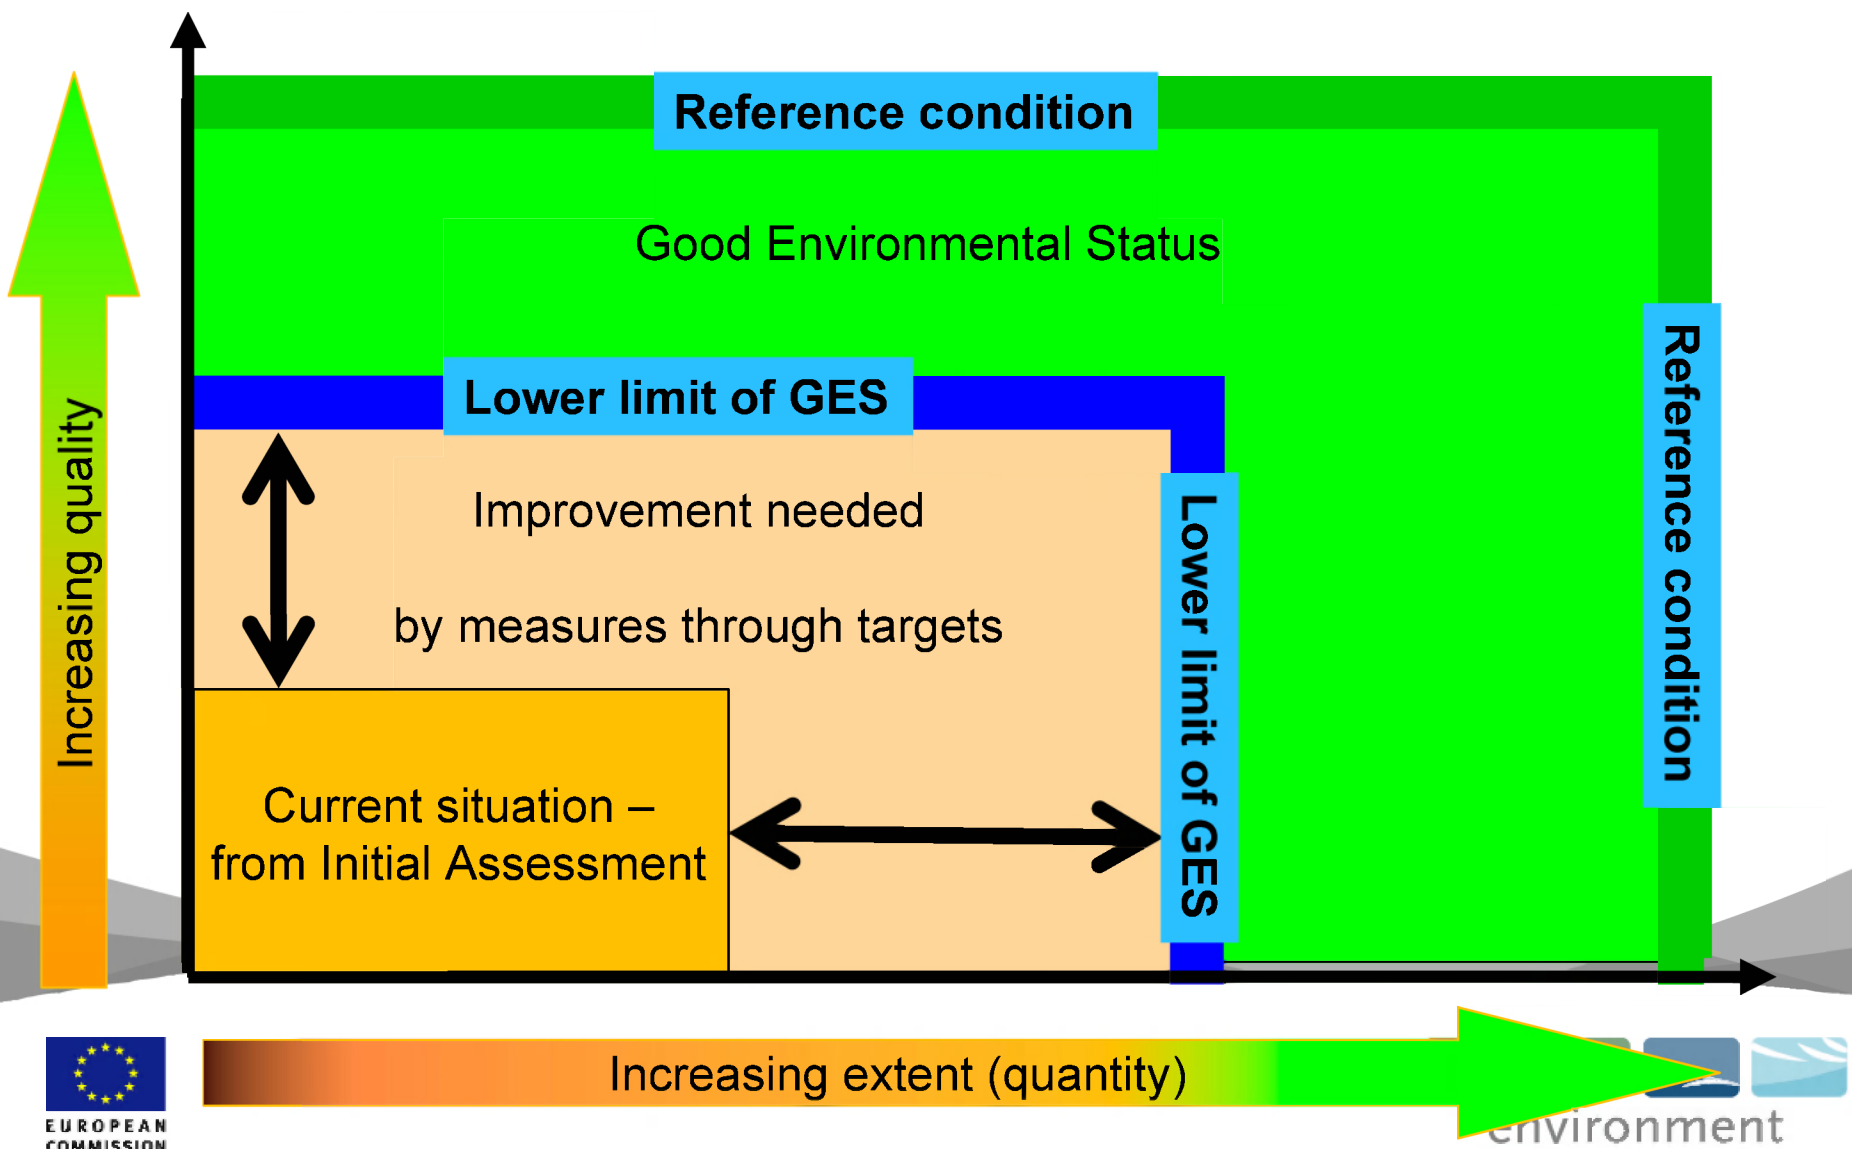 Reference condition
Good Environmental Status
Lower limit of GES
Improvement needed
by measures through targets
Current situation –
from Initial Assessment
Lower limit of GES
Reference condition
Increasing quality
Increasing extent (quantity)
EUROPEAN
COMMISSION
environment